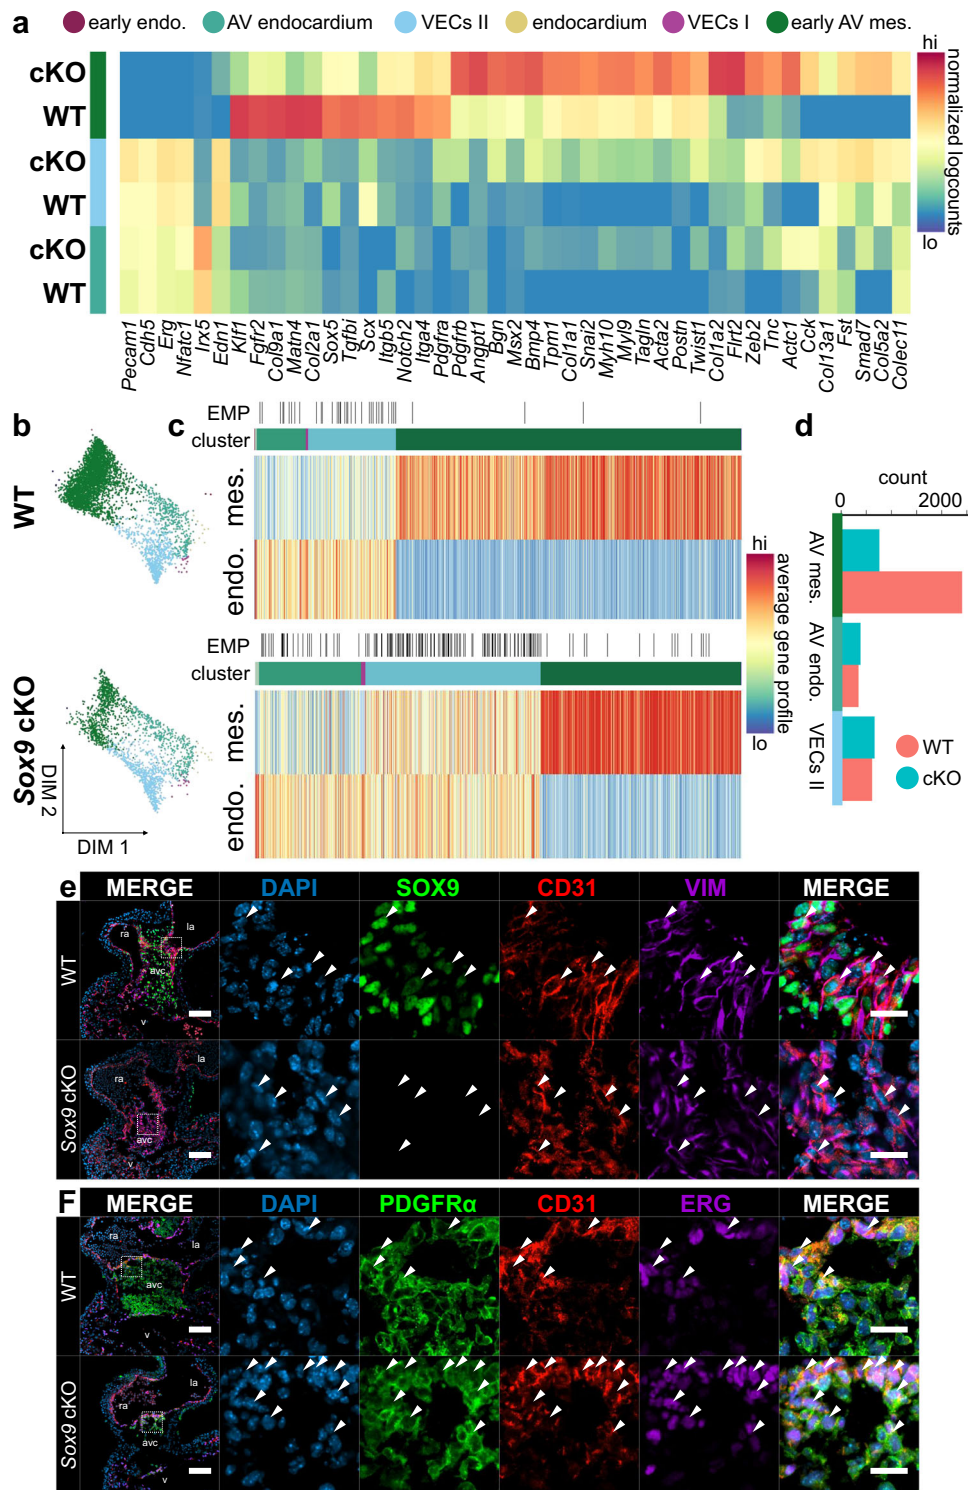 a
early endo. AV endocardium VECs II endocardium VECs I early AV mes.
cKO
WT
cKO
WT
cKO
WT
hi
normalized logcounts
lo
Pecam1 Cdh5 Erg Nfatc1 Irx5 Edn1 Klf1 Fgfr2 Col9a1 Matn4 Col2a1 Sox5 Tgfbi Scx Itgb5 Notch2 Itga4 Pdgfra Pdgfrb Angpt1 Bgn Msx2 Bmp4 Tpm1 Col1a1 Snai2 Myh10 Myl9 Tagln Acta2 Postn Twist1 Col1a2 Flrt2 Zeb2 Tnc Actc1 Cck Col13a1 Fst Smad7 Col5a2 Colec11
b
WT
Sox9 cKO
DIM 2
DIM 1
c
EMP
cluster
mes.
endo.
EMP
cluster
mes.
endo.
hi
average gene profile
lo
d
count
0 2000
AV mes.
AV endo.
VECs II
WT
cKO
e
MERGE DAPI SOX9 CD31 VIM MERGE
WT
ra la avc v
Sox9 cKO
ra la avc v
F
MERGE DAPI PDGFRα CD31 ERG MERGE
WT
ra la avc v
Sox9 cKO
ra la avc v